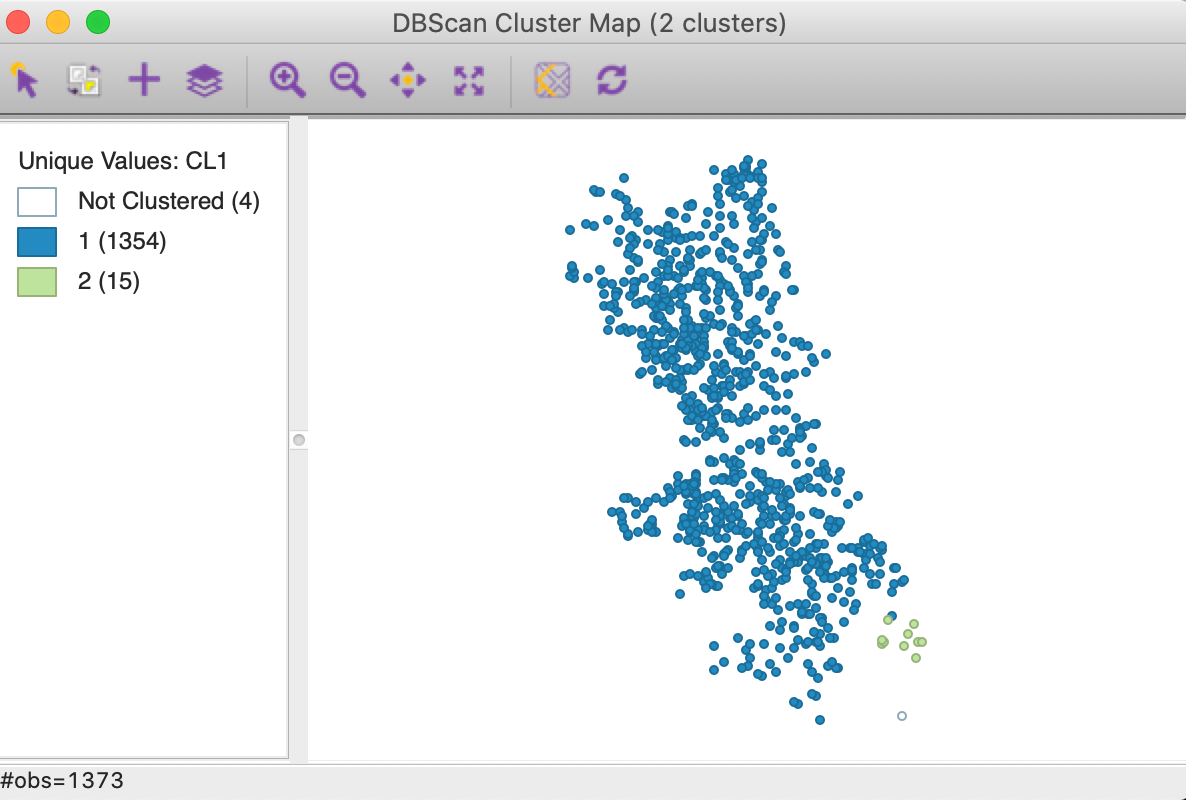 DBScan Cluster Map (2 clusters)
Unique Values: CL1
Not Clustered (4)
1 (1354)
2 (15)
#obs=1373